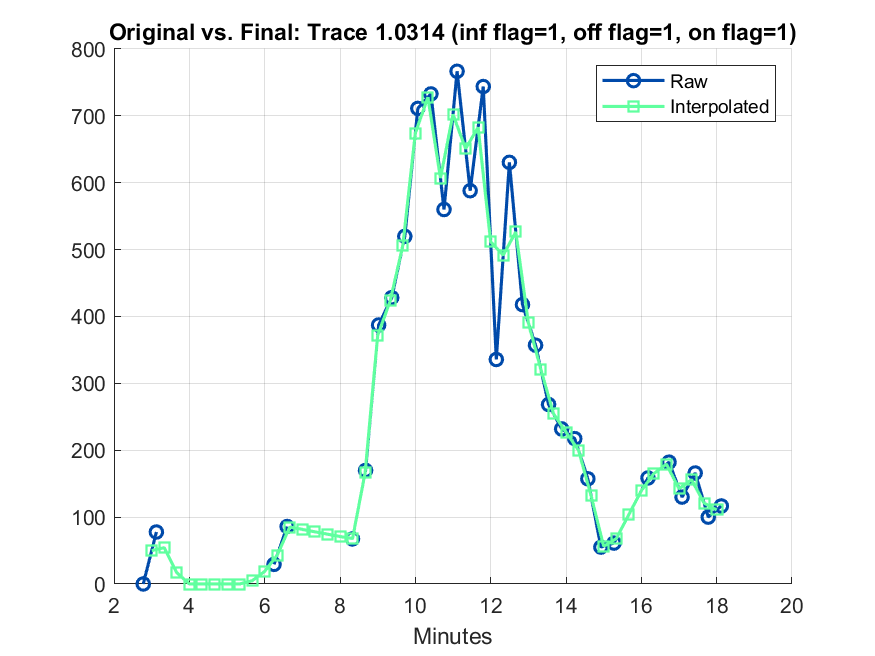 Original vs. Final: Trace 1.0314 (inf flag=1, off flag=1, on flag=1)
800
700
600
500
400
300
200
100
0
Raw
Interpolated
2 4 6 8 10 12 14 16 18 20
Minutes